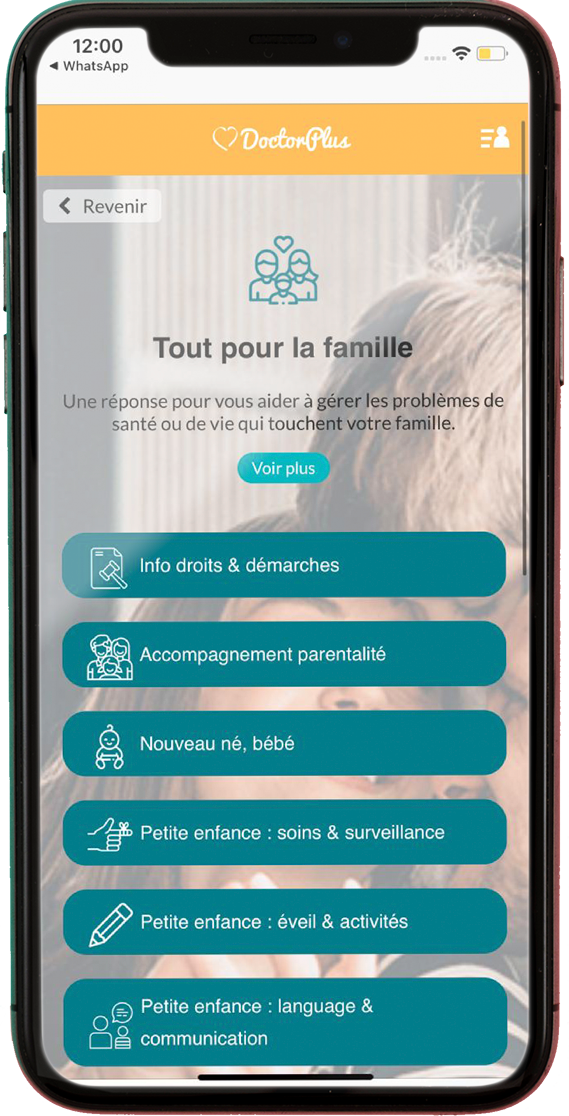 12:00
◀ WhatsApp
DoctorPlus
Revenir
Tout pour la famille
Une réponse pour vous aider à gérer les problèmes de
santé ou de vie qui touchent votre famille.
Voir plus
Info droits & démarches
Accompagnement parentalité
Nouveau né, bébé
Petite enfance : soins & surveillance
Petite enfance : éveil & activités
Petite enfance : language &
communication